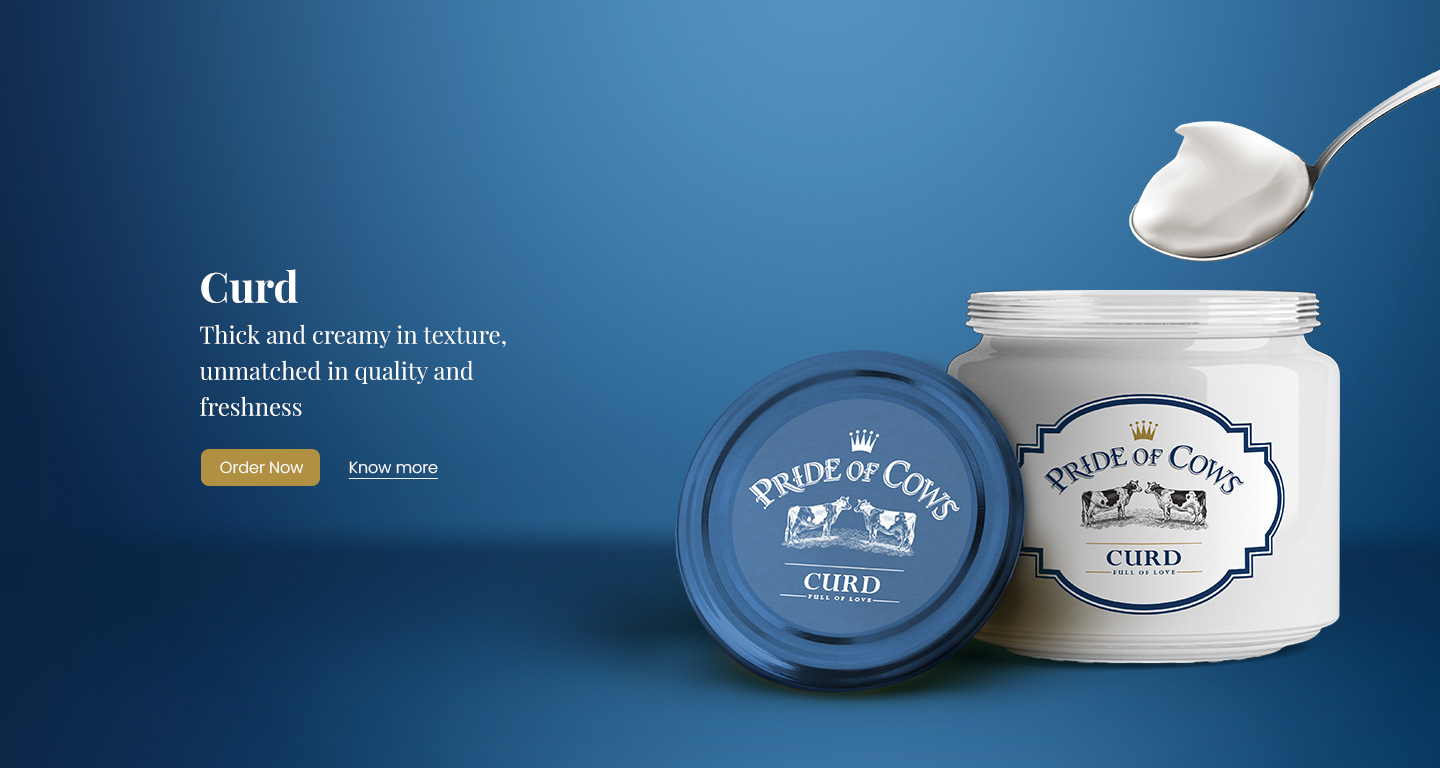 Curd
Thick and creamy in texture,
unmatched in quality and
freshness
Order Now
Know more
PRIDE OF COWS
CURD
FULL OF LOVE
PRIDE OF COWS
CURD
FULL OF LOVE